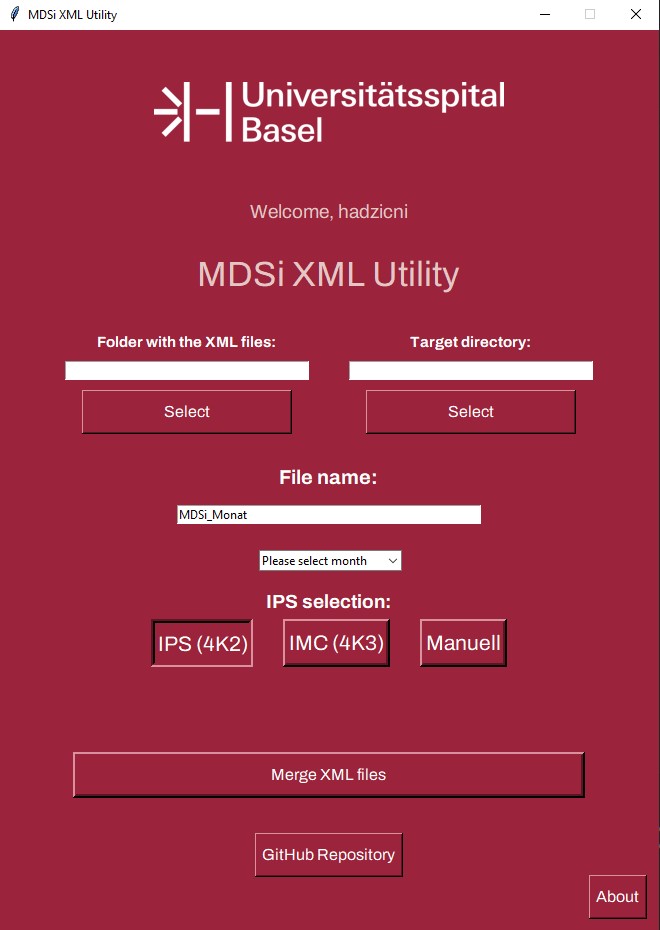 MDSi XML Utility
Universitätsspital
Basel
Welcome, hadzicni
MDSi XML Utility
Folder with the XML files:
Target directory:
Select
Select
File name:
MDSi_Monat
Please select month
IPS selection:
IPS (4K2)
IMC (4K3)
Manuell
Merge XML files
GitHub Repository
About